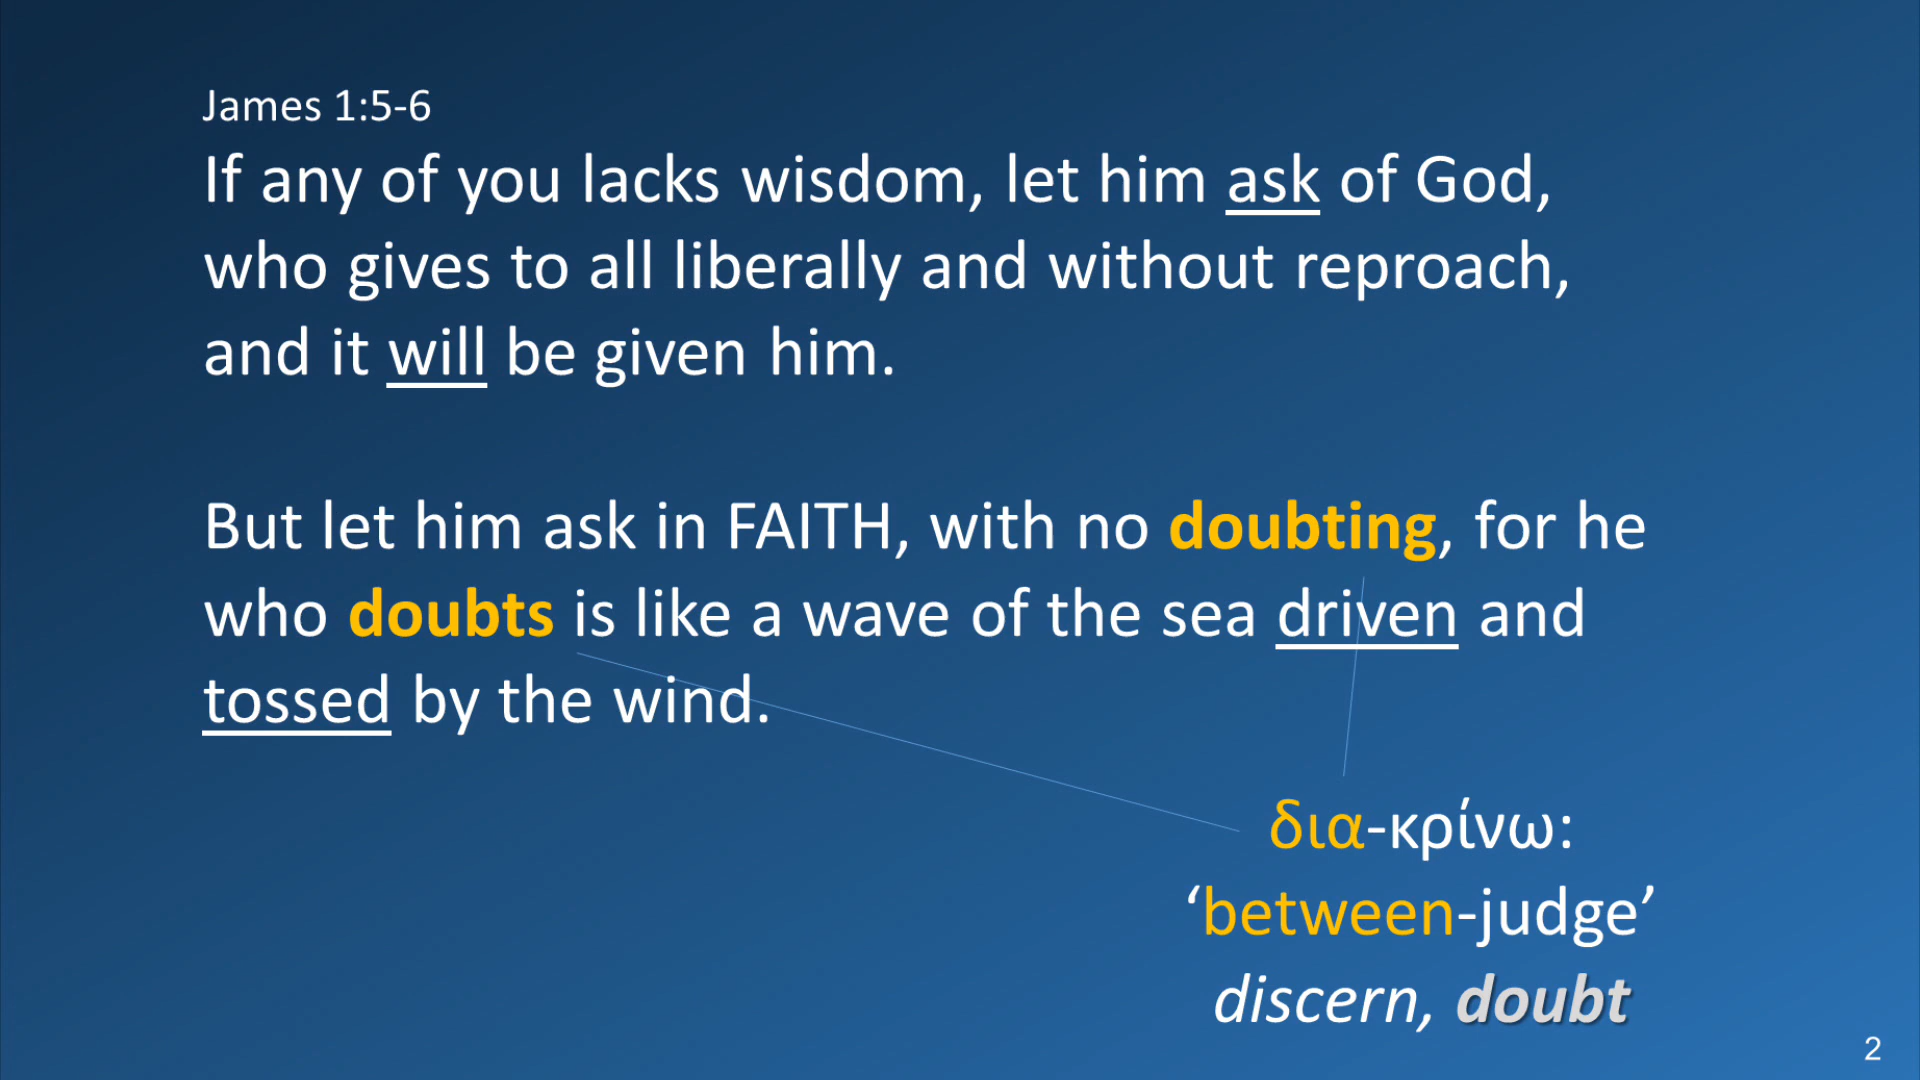 James 1:5-6
If any of you lacks wisdom, let him ask of God,
who gives to all liberally and without reproach,
and it will be given him.
But let him ask in FAITH, with no doubting, for he
who doubts is like a wave of the sea driven and
tossed by the wind.
δια-κρίνω:
‘between-judge’
discern, doubt
2